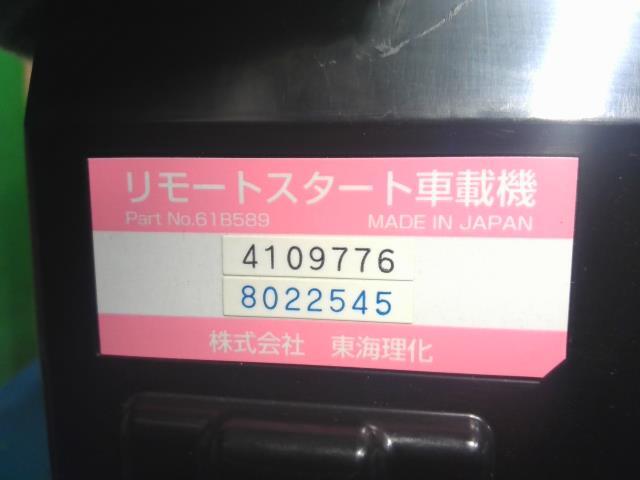 リモートスタート車載機
Part No.61B589 MADE IN JAPAN
4109776
8022545
株式会社 東海理化